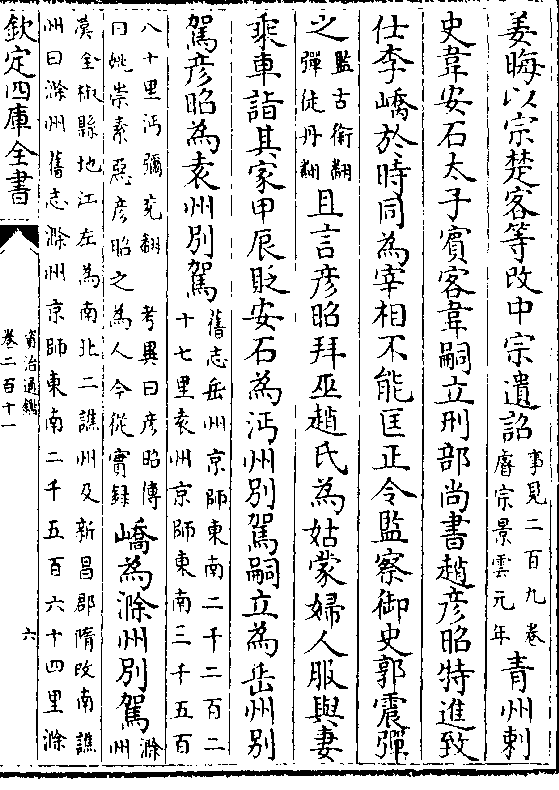 姜晦以宗楚客等改中宗遺詔事見二百九卷睿宗景雲元年青州刺
史韋安石太子賓客韋嗣立刑部尚書趙彦昭特進致
仕李嶠於時同為宰相不能匡正令監察御史郭震彈
之監古銜翻彈徒丹翻且言彦昭拜巫趙氏為姑蒙婦人服與妻
乘車詣其家甲辰貶安石為沔州別駕嗣立為岳州別
駕彦昭為袁州別駕舊志岳州京師東南二千二百二十七里袁州京師東南三千五百
八十里沔彌兖翻考異曰彦昭傳曰姚崇素惡彦昭之為人今從實錄嶠為滁州別駕滁州
漢全椒縣地江左為南北二譙州及新昌郡隋改南譙
州曰滁州舊志滁州京師東南二千五百六十四里滁
欽定四庫全書
資治通鑑
卷二百十一
六